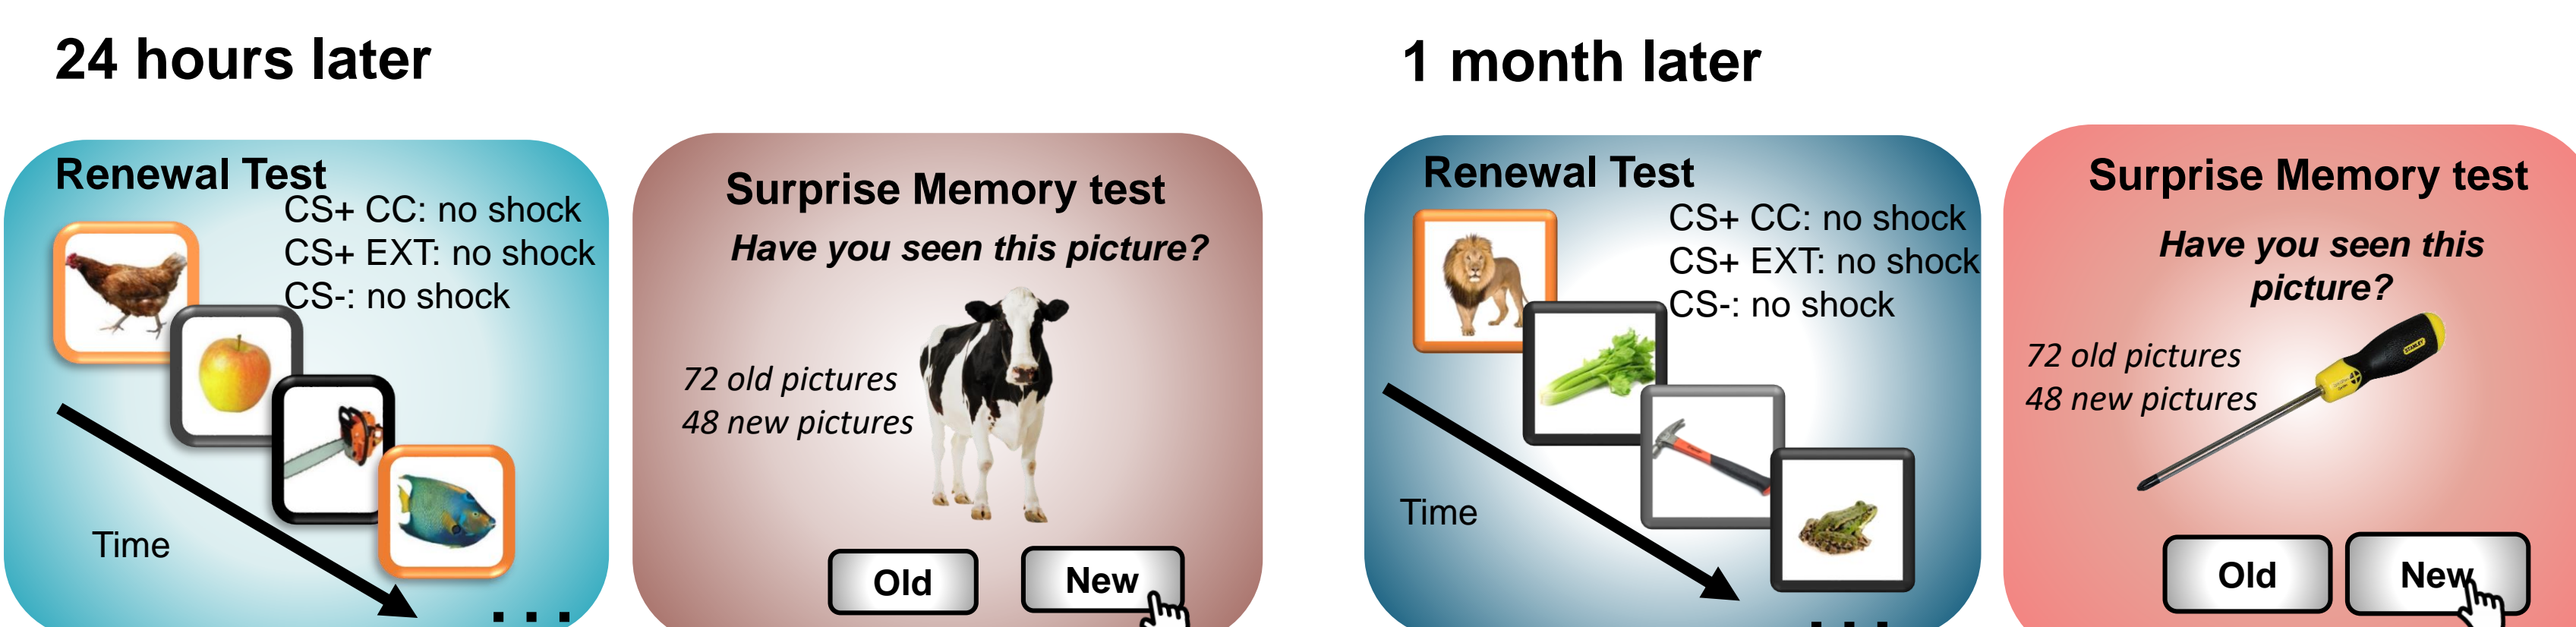 24 hours later
Renewal Test
CS+ CC: no shock
CS+ EXT: no shock
CS-: no shock
Time
. . .
Surprise Memory test
Have you seen this picture?
72 old pictures
48 new pictures
Old
New
1 month later
Renewal Test
CS+ CC: no shock
CS+ EXT: no shock
CS-: no shock
Time
. . .
Surprise Memory test
Have you seen this
picture?
72 old pictures
48 new pictures
STANLEY
Old
New